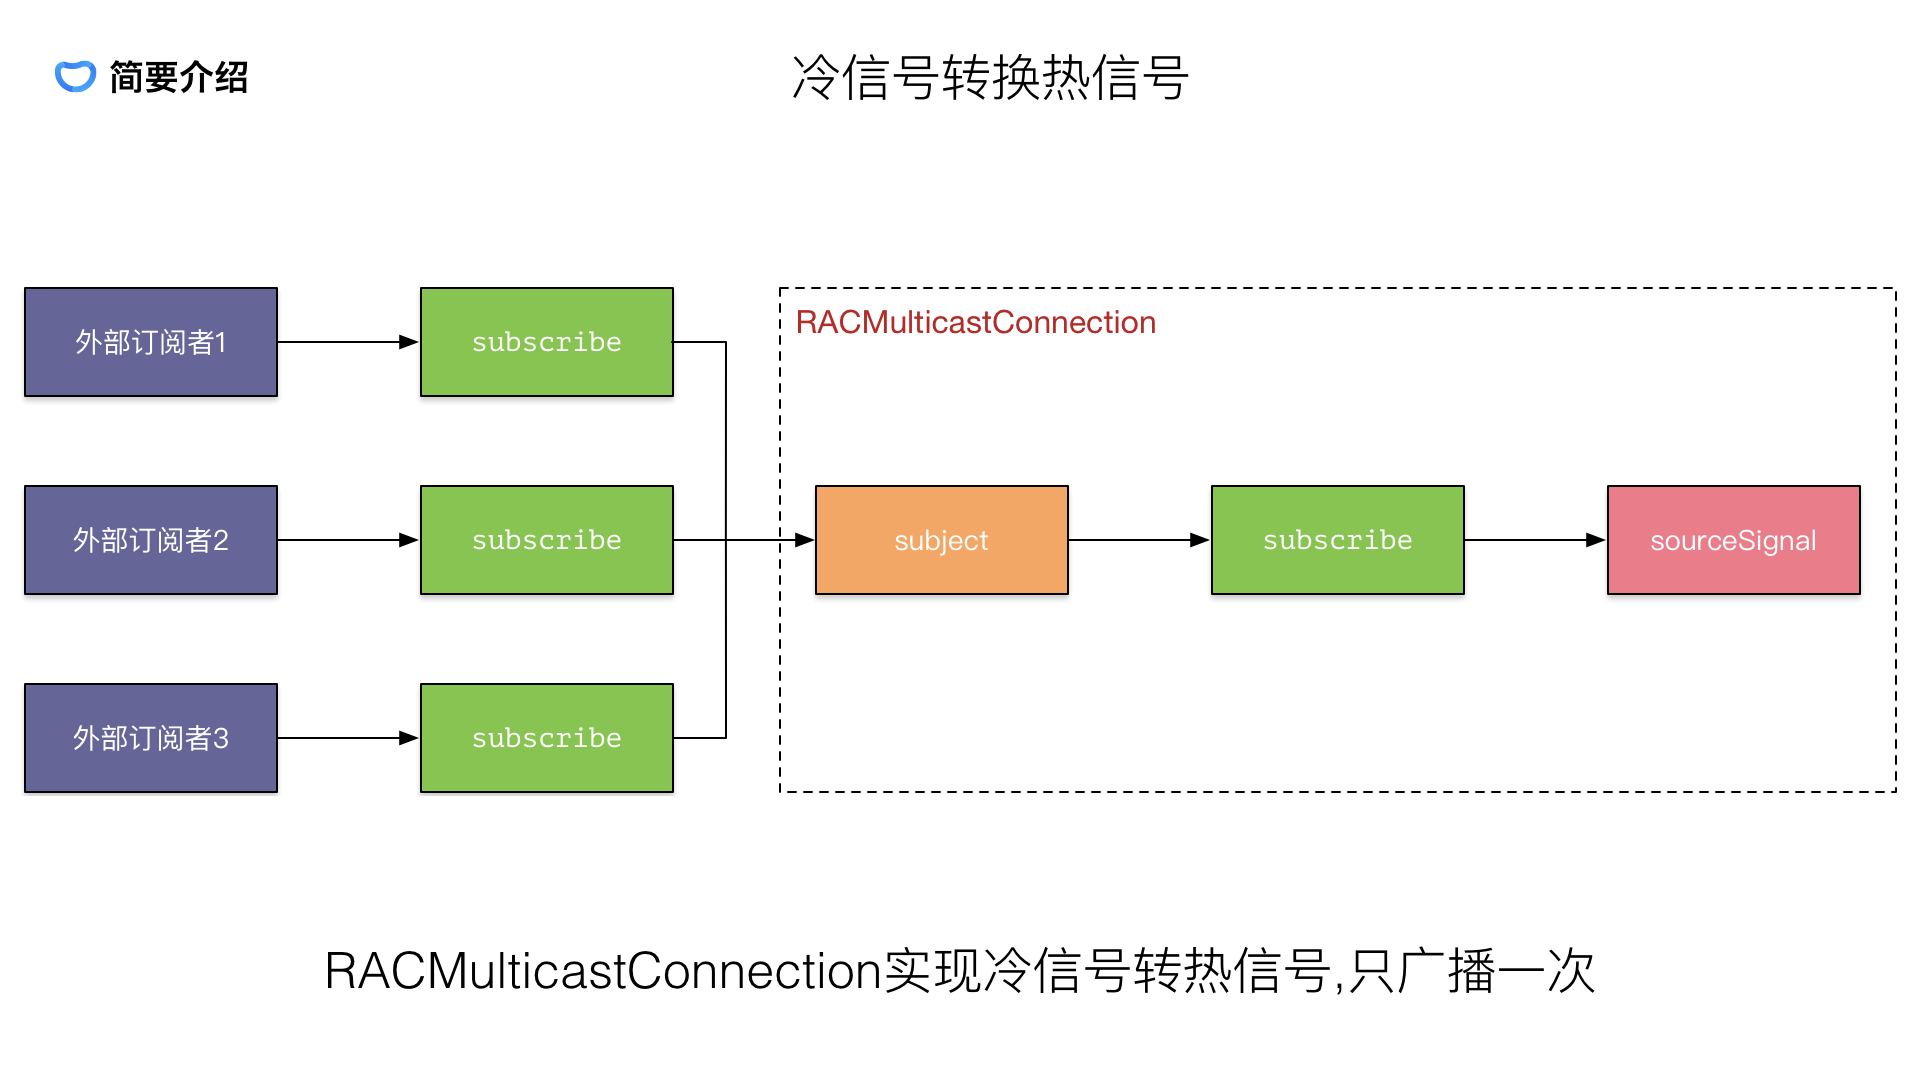 简要介绍
冷信号转换热信号
外部订阅者1
subscribe
RACMulticastConnection
外部订阅者2
subscribe
subject
subscribe
sourceSignal
外部订阅者3
subscribe
RACMulticastConnection实现冷信号转热信号,只广播一次